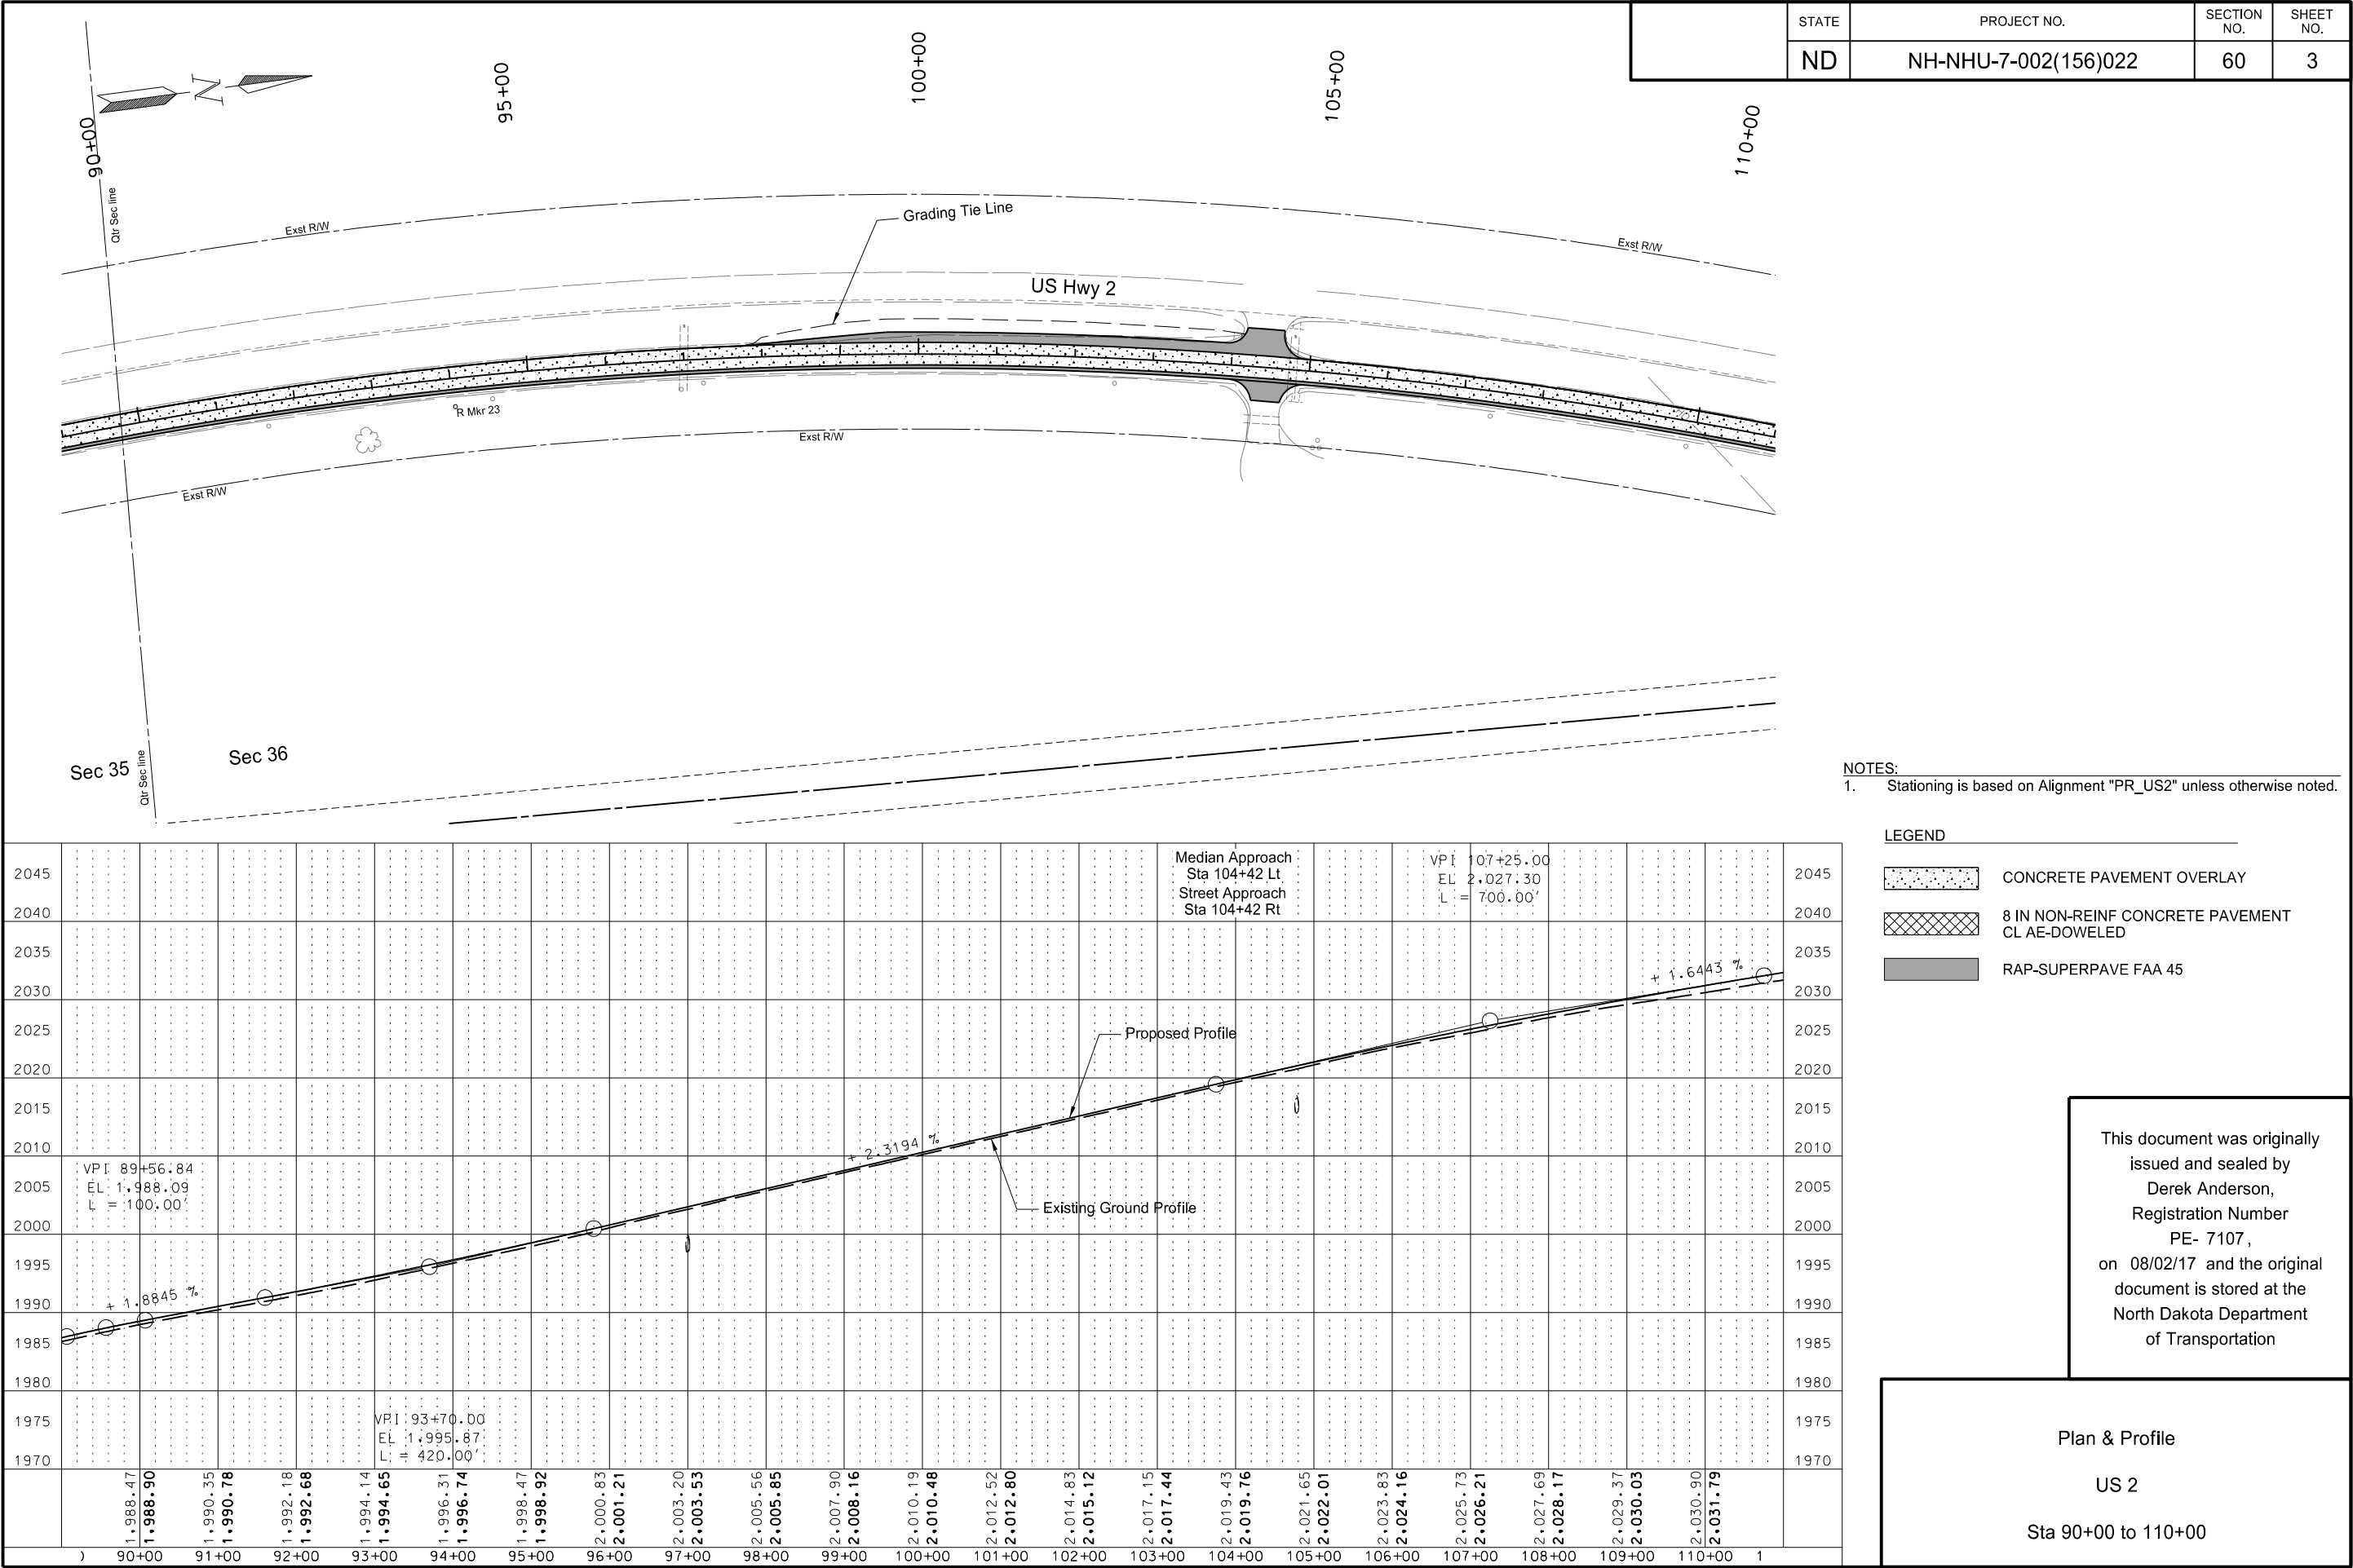 STATE
PROJECT NO.
SECTION NO.
SHEET NO.
ND
NH-NHU-7-002(156)022
60
3
N
90+00
95+00
100+00
105+00
110+00
Qtr Sec line
Exst R/W
Grading Tie Line
Exst R/W
US Hwy 2
R Mkr 23
Exst R/W
Exst R/W
Sec 35
Qtr Sec line
Sec 36
NOTES:
1. Stationing is based on Alignment "PR_US2" unless otherwise noted.
LEGEND
CONCRETE PAVEMENT OVERLAY
8 IN NON-REINF CONCRETE PAVEMENT
CL AE-DOWELED
RAP-SUPERPAVE FAA 45
2045
2040
2035
2030
2025
2020
2015
2010
2005
2000
1995
1990
1985
1980
1975
1970
Median Approach
Sta 104+42 Lt
Street Approach
Sta 104+42 Rt
VPI 107+25.00
EL 2,027.30
L = 700.00'
+ 1.6443 %
Proposed Profile
+ 2.3194 %
Existing Ground Profile
VPI 89+56.84
EL 1,988.09
L = 100.00'
+ 1.8845 %
VPI 93+70.00
EL 1,995.87
L = 420.00'
2045
2040
2035
2030
2025
2020
2015
2010
2005
2000
1995
1990
1985
1980
1975
1970
1,988.47
1,988.90
1,990.35
1,990.78
1,992.18
1,992.68
1,994.14
1,994.65
1,996.31
1,996.74
1,998.47
1,998.92
2,000.83
2,001.21
2,003.20
2,003.53
2,005.56
2,005.85
2,007.90
2,008.16
2,010.19
2,010.48
2,012.52
2,012.80
2,014.83
2,015.12
2,017.15
2,017.44
2,019.43
2,019.76
2,021.65
2,022.01
2,023.83
2,024.16
2,025.73
2,026.21
2,027.69
2,028.17
2,029.37
2,030.03
2,030.90
2,031.79
90+00 91+00 92+00 93+00 94+00 95+00 96+00 97+00 98+00 99+00 100+00 101+00 102+00 103+00 104+00 105+00 106+00 107+00 108+00 109+00 110+00 1
This document was originally
issued and sealed by
Derek Anderson,
Registration Number
PE- 7107 ,
on 08/02/17 and the original
document is stored at the
North Dakota Department
of Transportation
Plan & Profile
US 2
Sta 90+00 to 110+00